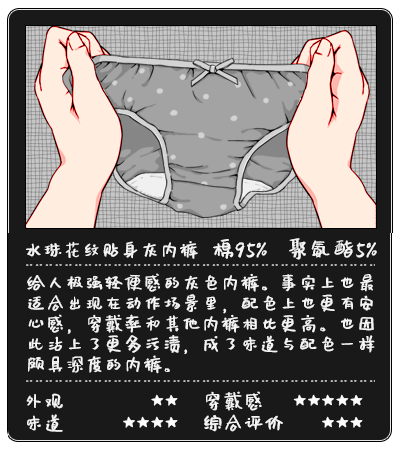 水珠花纹贴身灰内裤 棉95% 聚氨酯5%
给人极强轻便感的灰色内裤。事实上也最
适合出现在动作场景里，配色上也更有安
心感，穿戴率和其他内裤相比更高。也因
此沾上了更多污渍，成了味道与配色一样
颇具深度的内裤。
外观 ★★ 穿戴感 ★★★★★
味道 ★★★★ 综合评价 ★★★